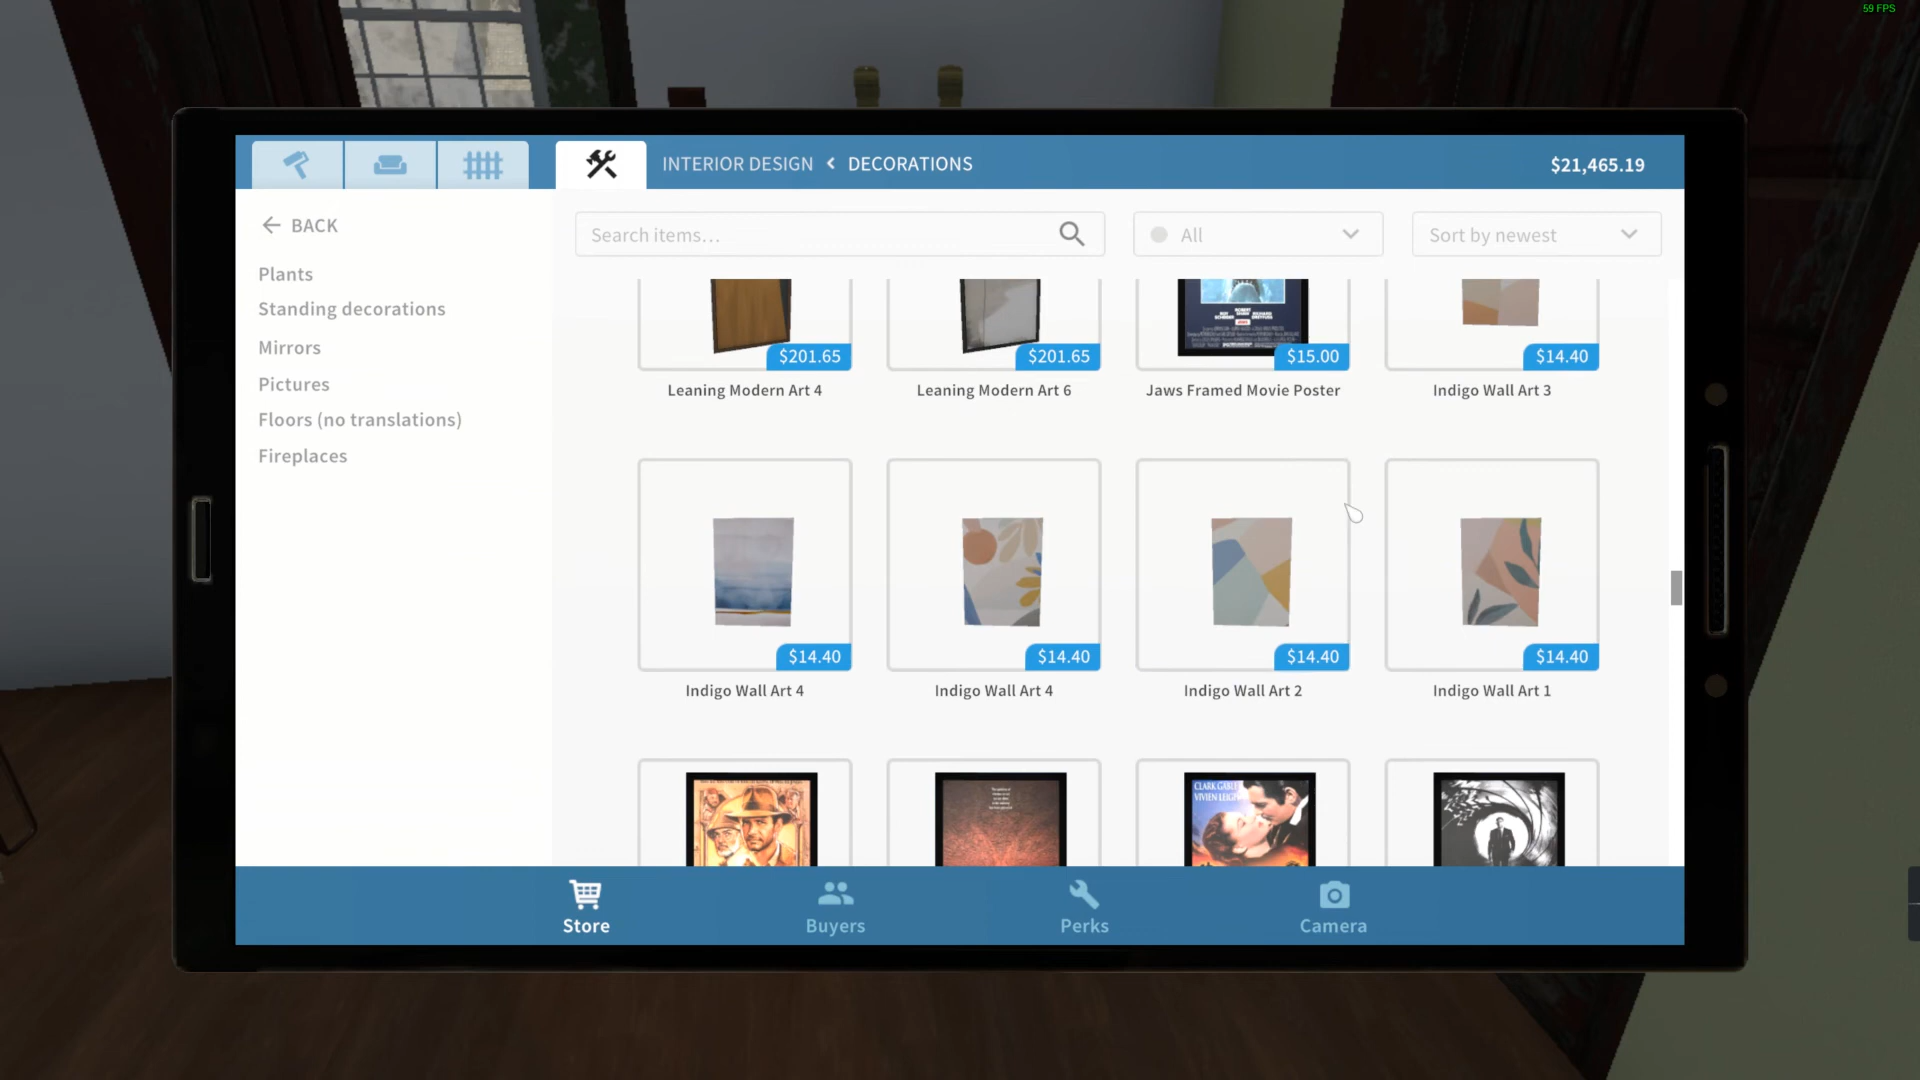 59 FPS
INTERIOR DESIGN < DECORATIONS
$21,465.19
BACK
Search items...
All
Sort by newest
Plants
Standing decorations
Mirrors
Pictures
Floors (no translations)
Fireplaces
$201.65
$201.65
$15.00
$14.40
Leaning Modern Art 4
Leaning Modern Art 6
Jaws Framed Movie Poster
Indigo Wall Art 3
$14.40
$14.40
$14.40
$14.40
Indigo Wall Art 4
Indigo Wall Art 4
Indigo Wall Art 2
Indigo Wall Art 1
CLARK GABLE
VIVIEN LEIGH
Store
Buyers
Perks
Camera